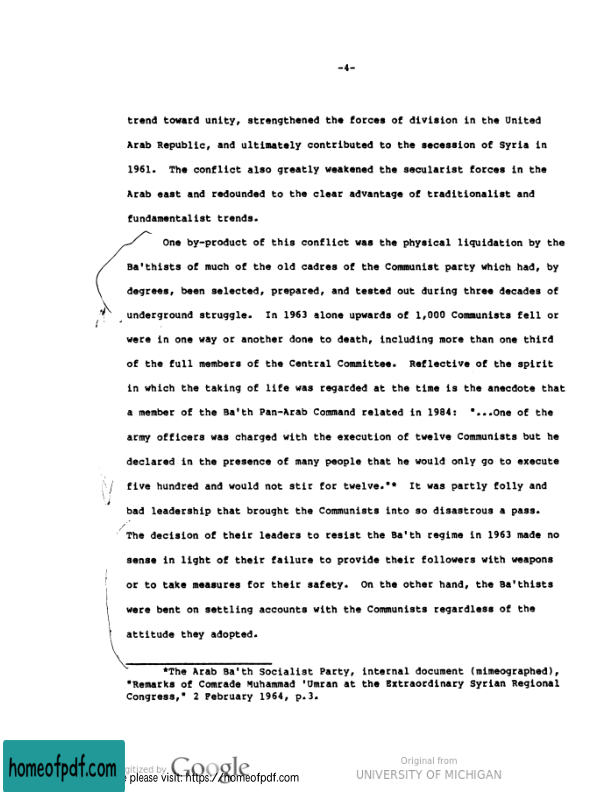 -4-
trend toward unity, strengthened the forces of division in the United
Arab Republic, and ultimately contributed to the secession of Syria in
1961. The conflict also greatly weakened the secularist forces in the
Arab east and redounded to the clear advantage of traditionalist and
fundamentalist trends.
One by-product of this conflict was the physical liquidation by the
Ba'thists of much of the old cadres of the Communist party which had, by
degrees, been selected, prepared, and tested out during three decades of
underground struggle. In 1963 alone upwards of 1,000 Communists fell or
were in one way or another done to death, including more than one third
of the full members of the Central Committee. Reflective of the spirit
in which the taking of life was regarded at the time is the anecdote that
a member of the Ba'th Pan-Arab Command related in 1984: "...One of the
army officers was charged with the execution of twelve Communists but he
declared in the presence of many people that he would only go to execute
five hundred and would not stir for twelve."* It was partly folly and
bad leadership that brought the Communists into so disastrous a pass.
The decision of their leaders to resist the Ba'th regime in 1963 made no
sense in light of their failure to provide their followers with weapons
or to take measures for their safety. On the other hand, the Ba'thists
were bent on settling accounts with the Communists regardless of the
attitude they adopted.
*The Arab Ba'th Socialist Party, internal document (mimeographed),
"Remarks of Comrade Muhammad 'Umran at the Extraordinary Syrian Regional
Congress," 2 February 1964, p.3.
homeofpdf.com
gitized by Google
please visit: https://homeofpdf.com
Original from
UNIVERSITY OF MICHIGAN